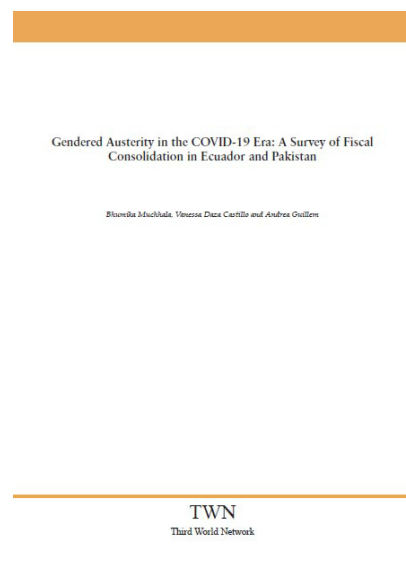 Gendered Austerity in the COVID-19 Era: A Survey of Fiscal
Consolidation in Ecuador and Pakistan
Bhumika Muchhala, Vanessa Daza Castillo and Andrea Guillem
TWN
Third World Network